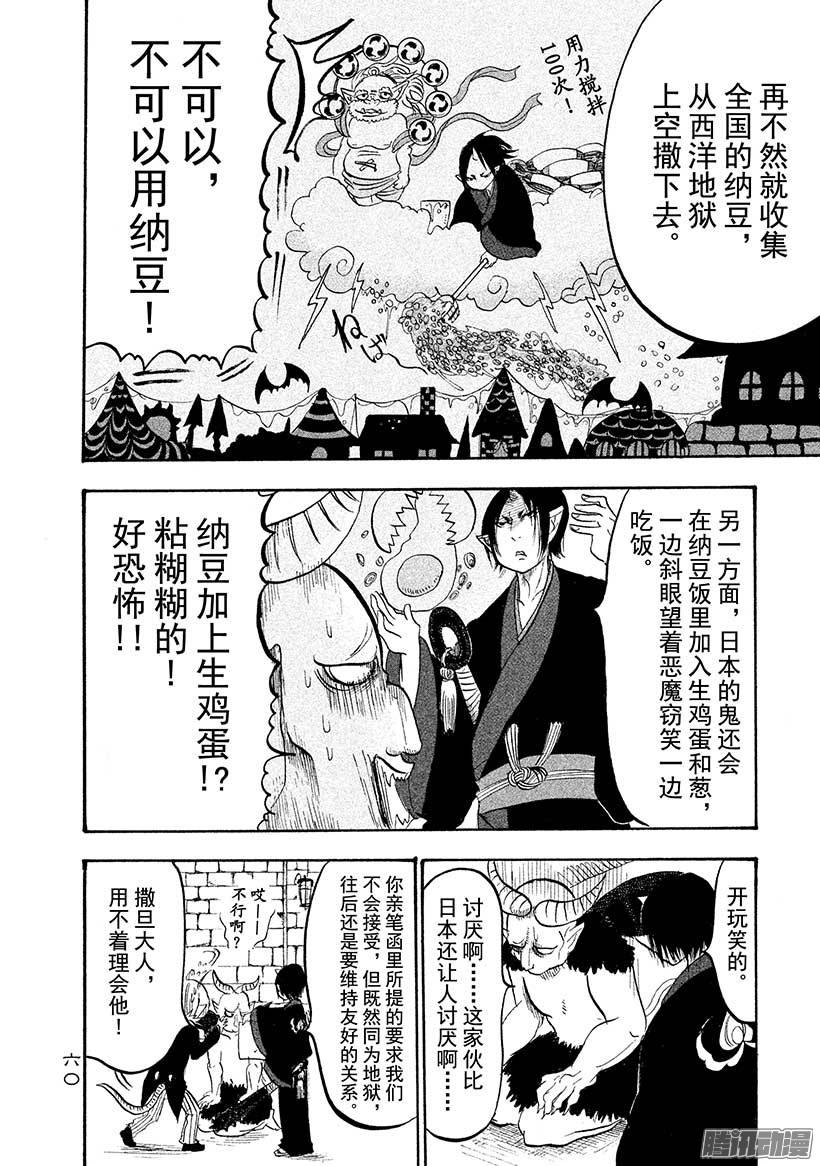 再不然就收集
全国的纳豆，
从西洋地狱
上空撒下去。
用力搅拌
100次！
ねば
不可以，
不可以用纳豆！
另一方面，日本的鬼还会
在纳豆饭里加入生鸡蛋和葱，
一边斜眼望着恶魔窃笑一边
吃饭。
纳豆加上生鸡蛋!?
粘糊糊的！
好恐怖!!
开玩笑的。
讨厌啊……这家伙比
日本还让人讨厌啊……
你亲笔函里所提的要求我们
不会接受，但既然同为地狱，
往后还是要维持友好的关系。
哎——
不行啊？
撒旦大人，
用不着理会他！
六〇
腾讯动漫